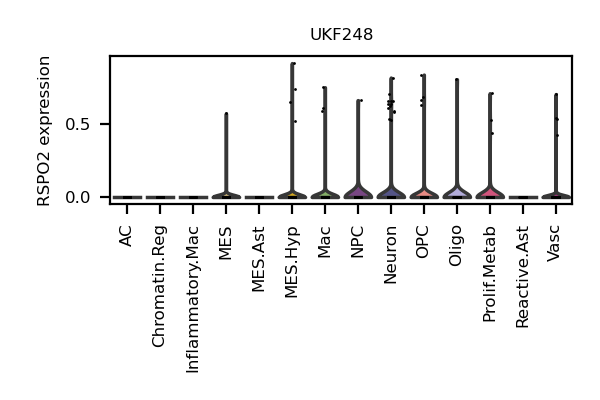 UKF248
RSPO2 expression
0.5
0.0
AC
Chromatin.Reg
Inflammatory.Mac
MES
MES.Ast
MES.Hyp
Mac
NPC
Neuron
OPC
Oligo
Prolif.Metab
Reactive.Ast
Vasc